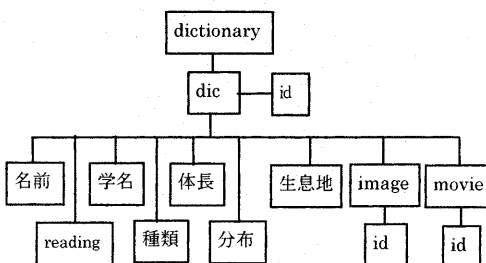 dictionary
dic
id
名前
学名
体長
生息地
image
movie
reading
種類
分布
id
id